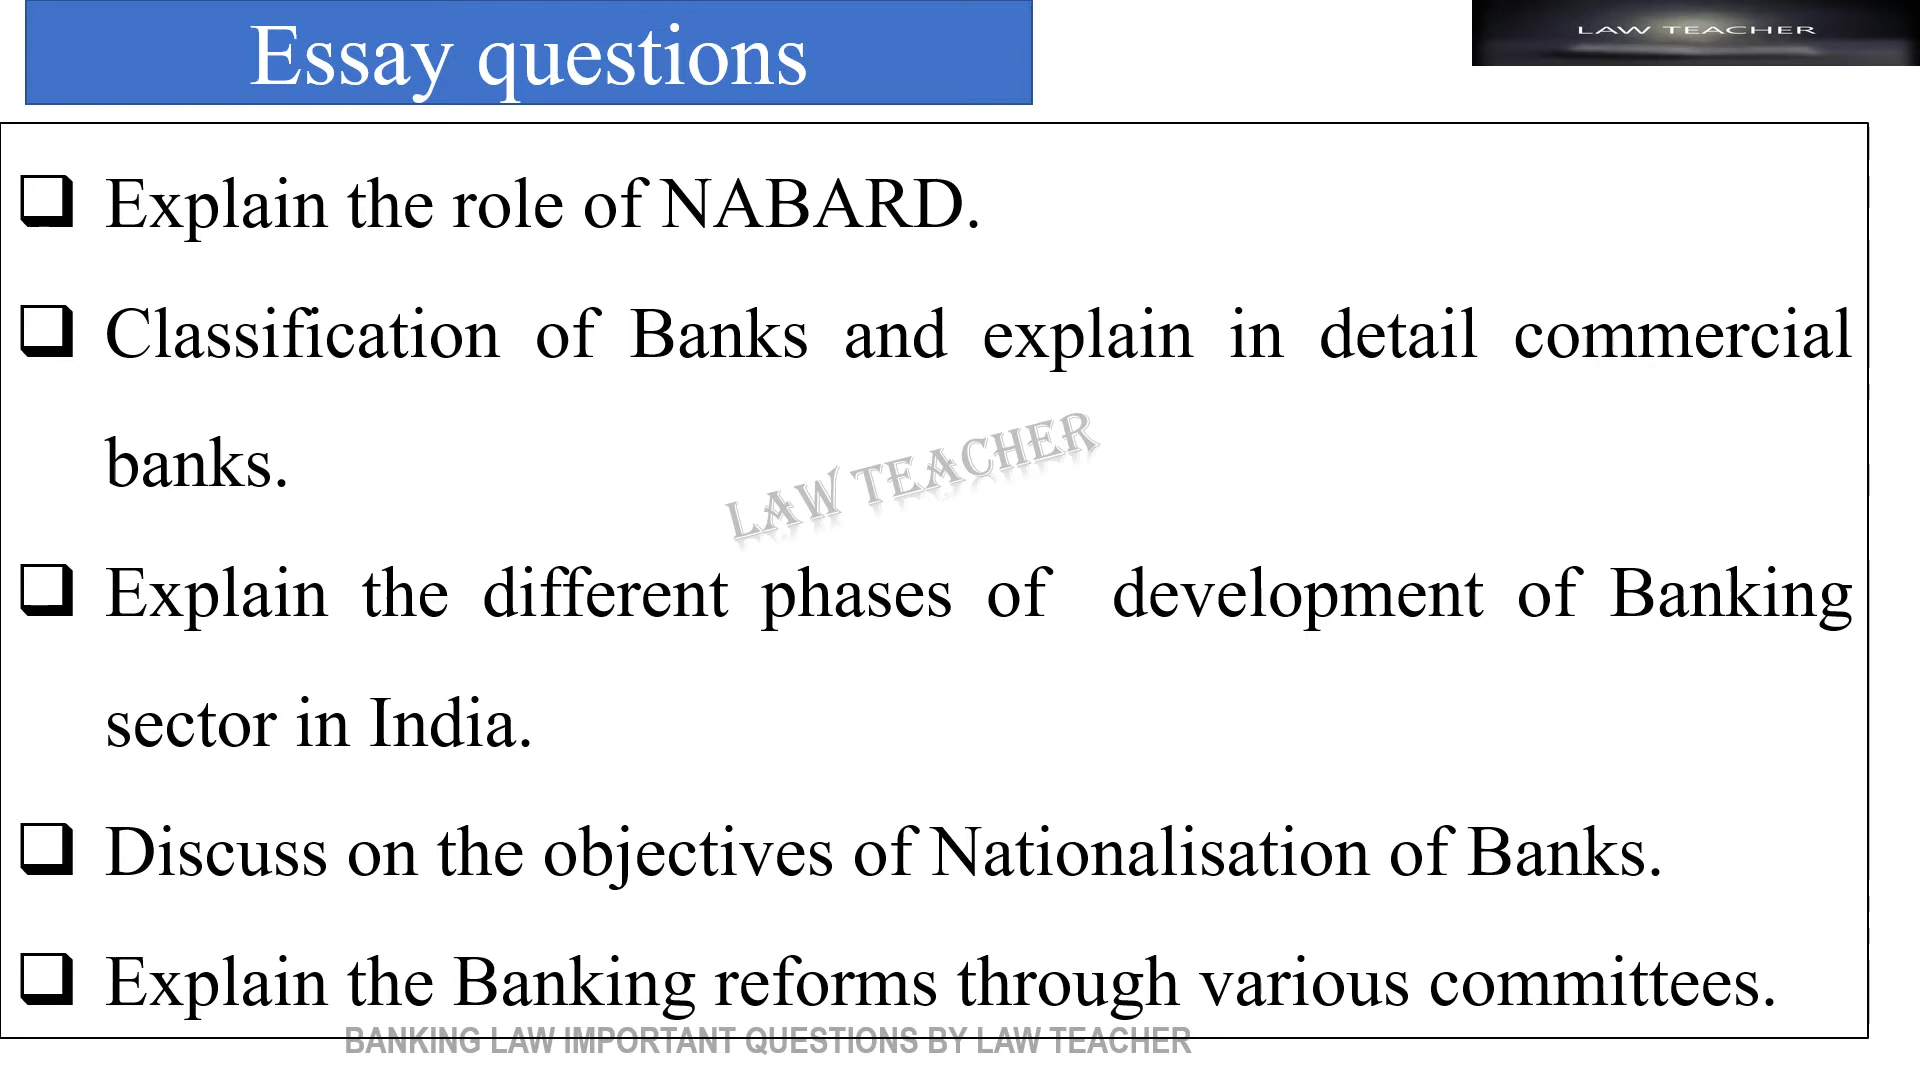 Essay questions
LAW TEACHER
❑ Explain the role of NABARD.
❑ Classification of Banks and explain in detail commercial
banks.
LAW TEACHER
❑ Explain the different phases of development of Banking
sector in India.
❑ Discuss on the objectives of Nationalisation of Banks.
❑ Explain the Banking reforms through various committees.
BANKING LAW IMPORTANT QUESTIONS BY LAW TEACHER